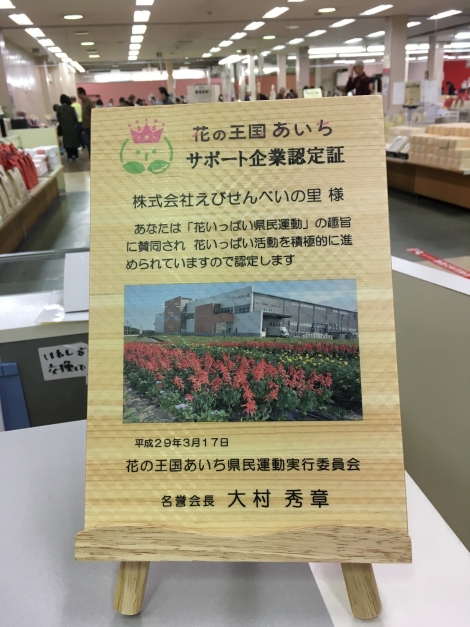 花の王国 あいち
サポート企業認定証
株式会社えびせんべいの里 様
あなたは「花いっぱい県民運動」の趣旨
に賛同され 花いっぱい活動を積極的に進
められていますので認定します
平成29年3月17日
花の王国あいち県民運動実行委員会
名誉会長 大村 秀章